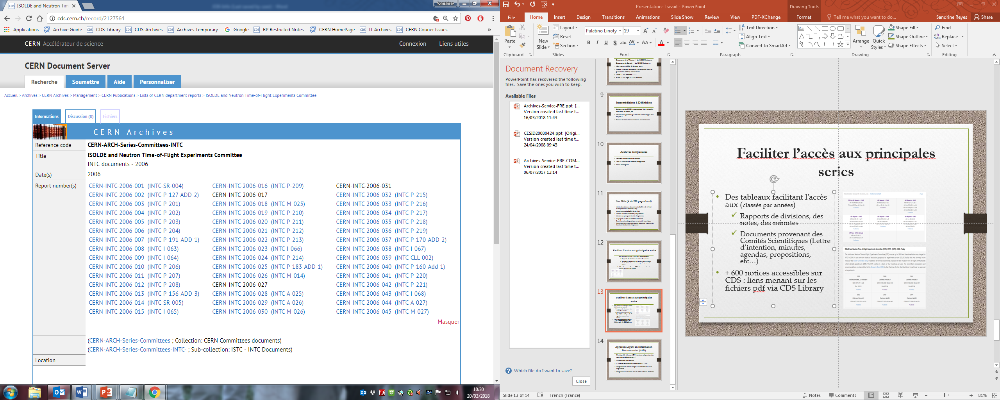 ISOLDE and Neutron Tim
Sandrine
cds.cern.ch/record/2127564
Applications Archive Guide CDS-Library CDS-Archives Archives Temporary Google RP Restricted Notes CERN HomePage IT Archives CERN Courier Issues »
CERN Accélérateur de science
Connexion Liens utiles
CERN Document Server
Recherche Soumettre Aide Personnaliser
Accueil > Archives > CERN Archives > Management > CERN Publications > Lists of CERN department reports > ISOLDE and Neutron Time-of-Flight Experiments Committee
Informations Discussion (0) Fichiers
CERN Archives
Reference code CERN-ARCH-Series-Committees-INTC
Title ISOLDE and Neutron Time-of-Flight Experiments Committee
INTC documents - 2006
Date(s) 2006
Report number(s) CERN-INTC-2006-001 (INTC-SR-004) CERN-INTC-2006-016 (INTC-P-209) CERN-INTC-2006-031
CERN-INTC-2006-002 (INTC-P-127-ADD-2) CERN-INTC-2006-017 CERN-INTC-2006-032 (INTC-P-215)
CERN-INTC-2006-003 (INTC-P-201) CERN-INTC-2006-018 (INTC-M-025) CERN-INTC-2006-033 (INTC-P-216)
CERN-INTC-2006-004 (INTC-P-202) CERN-INTC-2006-019 (INTC-P-210) CERN-INTC-2006-034 (INTC-P-217)
CERN-INTC-2006-005 (INTC-P-203) CERN-INTC-2006-020 (INTC-P-211) CERN-INTC-2006-035 (INTC-P-218)
CERN-INTC-2006-006 (INTC-P-204) CERN-INTC-2006-021 (INTC-P-212) CERN-INTC-2006-036 (INTC-P-219)
CERN-INTC-2006-007 (INTC-P-191-ADD-1) CERN-INTC-2006-022 (INTC-P-213) CERN-INTC-2006-037 (INTC-P-170-ADD-2)
CERN-INTC-2006-008 (INTC-I-063) CERN-INTC-2006-023 (INTC-I-066) CERN-INTC-2006-038 (INTC-I-067)
CERN-INTC-2006-009 (INTC-I-064) CERN-INTC-2006-024 (INTC-P-214) CERN-INTC-2006-039 (INTC-CLL-002)
CERN-INTC-2006-010 (INTC-P-206) CERN-INTC-2006-025 (INTC-P-183-ADD-1) CERN-INTC-2006-040 (INTC-P-160-Add-1)
CERN-INTC-2006-011 (INTC-P-207) CERN-INTC-2006-026 (INTC-M-014) CERN-INTC-2006-041 (INTC-P-220)
CERN-INTC-2006-012 (INTC-P-208) CERN-INTC-2006-027 CERN-INTC-2006-042 (INTC-P-221)
CERN-INTC-2006-013 (INTC-P-156-ADD-3) CERN-INTC-2006-028 (INTC-A-025) CERN-INTC-2006-043 (INTC-I-068)
CERN-INTC-2006-014 (INTC-SR-005) CERN-INTC-2006-029 (INTC-A-026) CERN-INTC-2006-044 (INTC-A-027)
CERN-INTC-2006-015 (INTC-I-065) CERN-INTC-2006-030 (INTC-M-026) CERN-INTC-2006-045 (INTC-M-027)
Masquer
(CERN-ARCH-Series-Committees ; Collection: CERN Committees documents)
(CERN-ARCH-Series-Committees-INTC- ; Sub-collection: ISTC - INTC Documents)
Location
10:30
20/03/2018
Presentation-Travail - PowerPoint
Drawing Tools
File Home Insert Design Transitions Animations Slide Show Review View PDF-XChange Format Tell me what you want to do... Sandrine Reyes Share
Paste
Clipboard
New Slide
Layout
Reset
Section
Slides
Palatino Linoty 19
B I U S abc AV Aa A
Font
Text Direction
Align Text
Convert to SmartArt
Paragraph
Arrange
Quick Styles
Shape Fill
Shape Outline
Shape Effects
Drawing
Find
Replace
Select
Editing
Document Recovery
PowerPoint has recovered the following
files. Save the ones you wish to keep.
Available Files
Archives-Service-FRE.ppt [...
Version created last time t...
16/03/2018 11:43
CESID20080424.ppt [Origi...
Version created last time t...
24/04/2008 09:43
Archives-Service-FRE-COM...
Version created last time t...
06/07/2017 13:14
Which file do I want to save?
Close
9
Intermédiaires à Définitives
10
Archives temporaires
11
Site Web (+ de 230 pages html)
12
Faciliter l'accès aux principales series
13
Faciliter l'accès aux principales
series
14
Apprentis Agent en Information
Documentaire (AID)
Faciliter l'accès aux principales
series
• Des tableaux facilitant l'accès
aux (classés par années)
✓ Rapports de divisions, des
notes, des minutes
✓ Documents provenant des
Comités Scientifiques (Lettre
d'intention, minutes,
agendas, propositions,
etc...)
• + 600 notices accessibles sur
CDS : liens menant sur les
fichiers pdf via CDS Library
Slide 13 of 14 French (France)
Notes Comments 81%